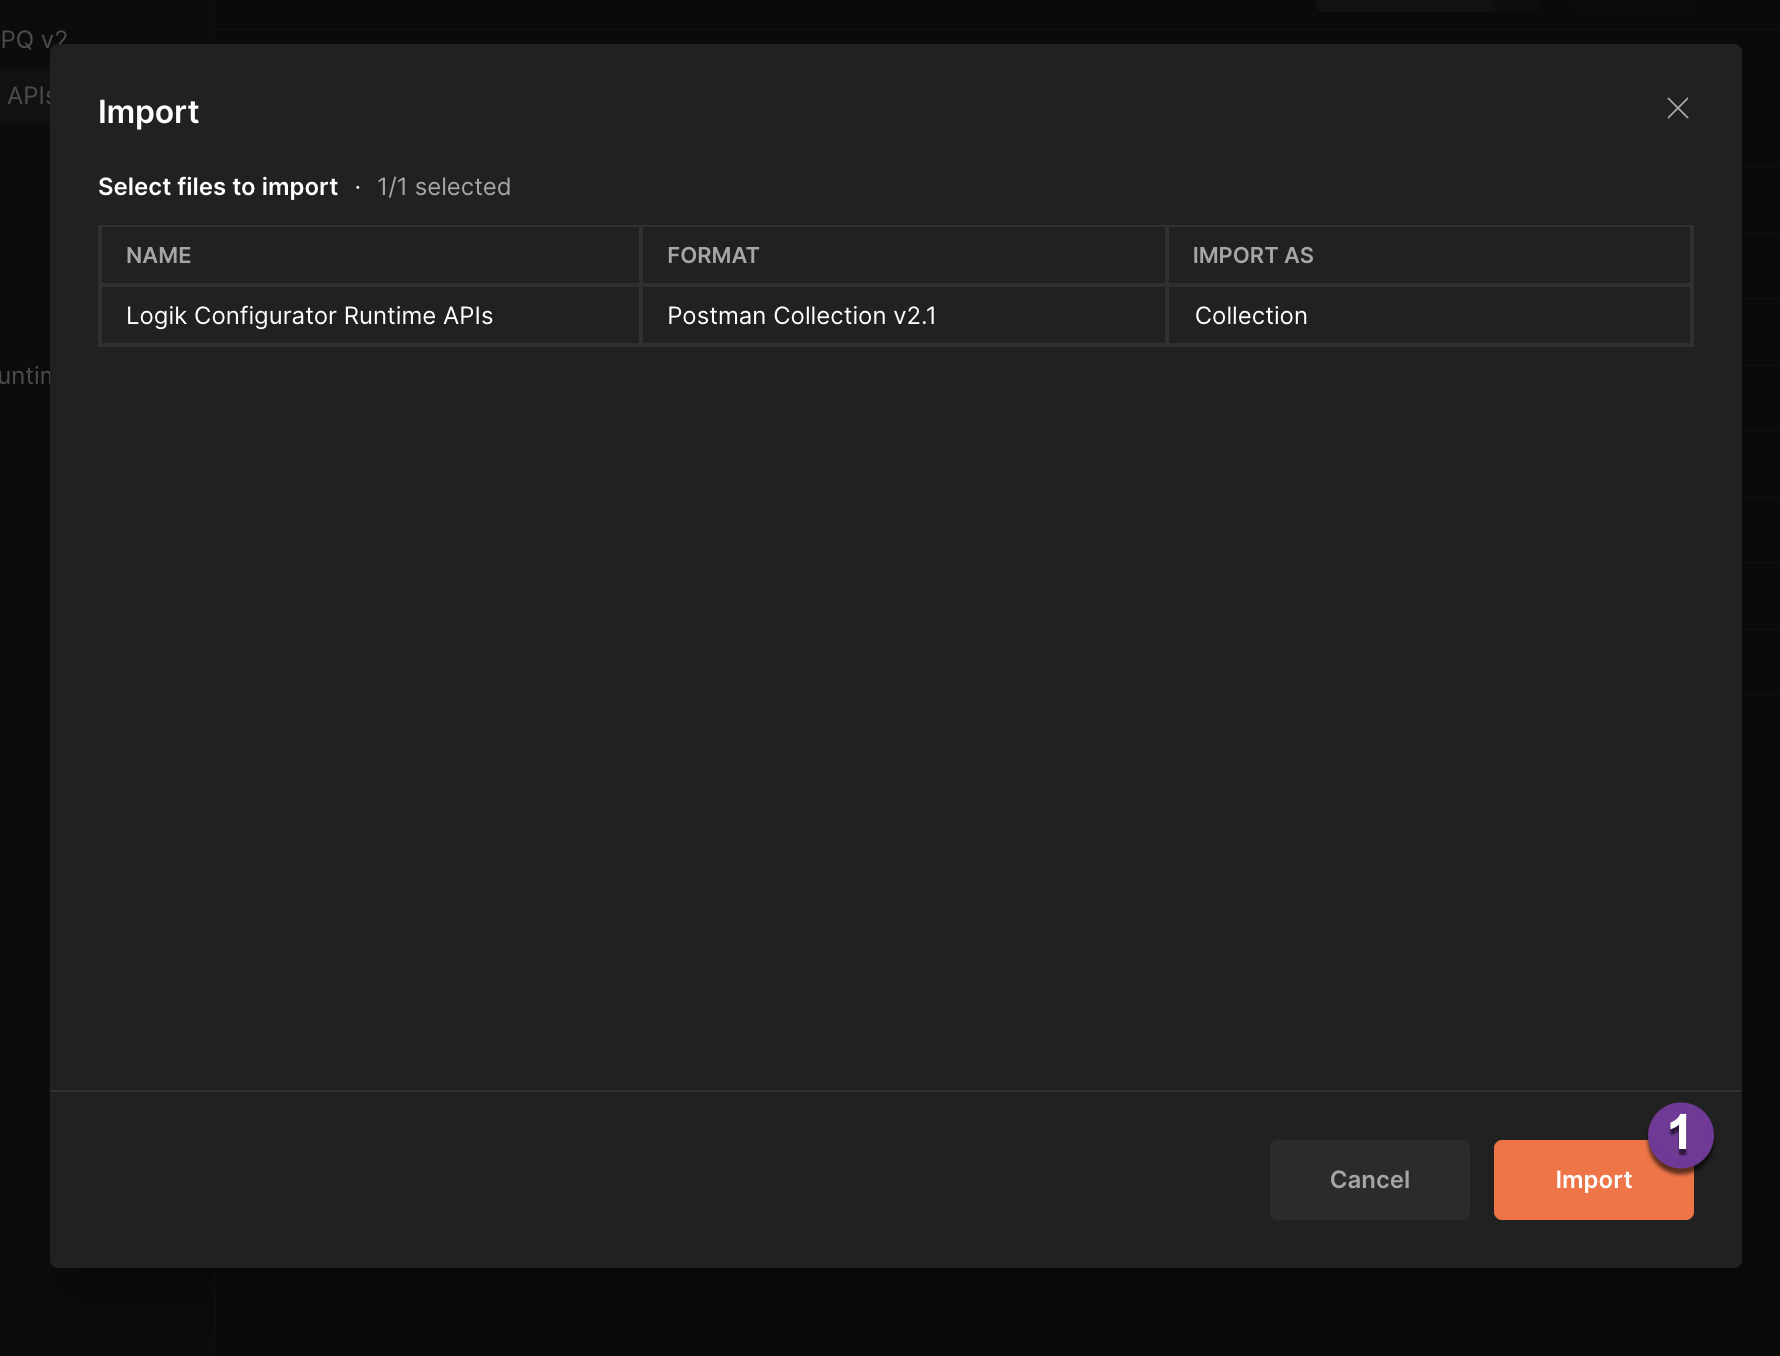 PQ v2
APIs
Import
Select files to import · 1/1 selected
NAME FORMAT IMPORT AS
Logik Configurator Runtime APIs Postman Collection v2.1 Collection
1
Cancel Import